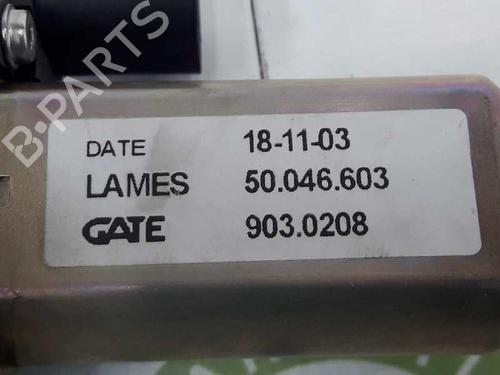 B-PARTS
DATE 18-11-03
LAMES 50.046.603
GATE 903.0208